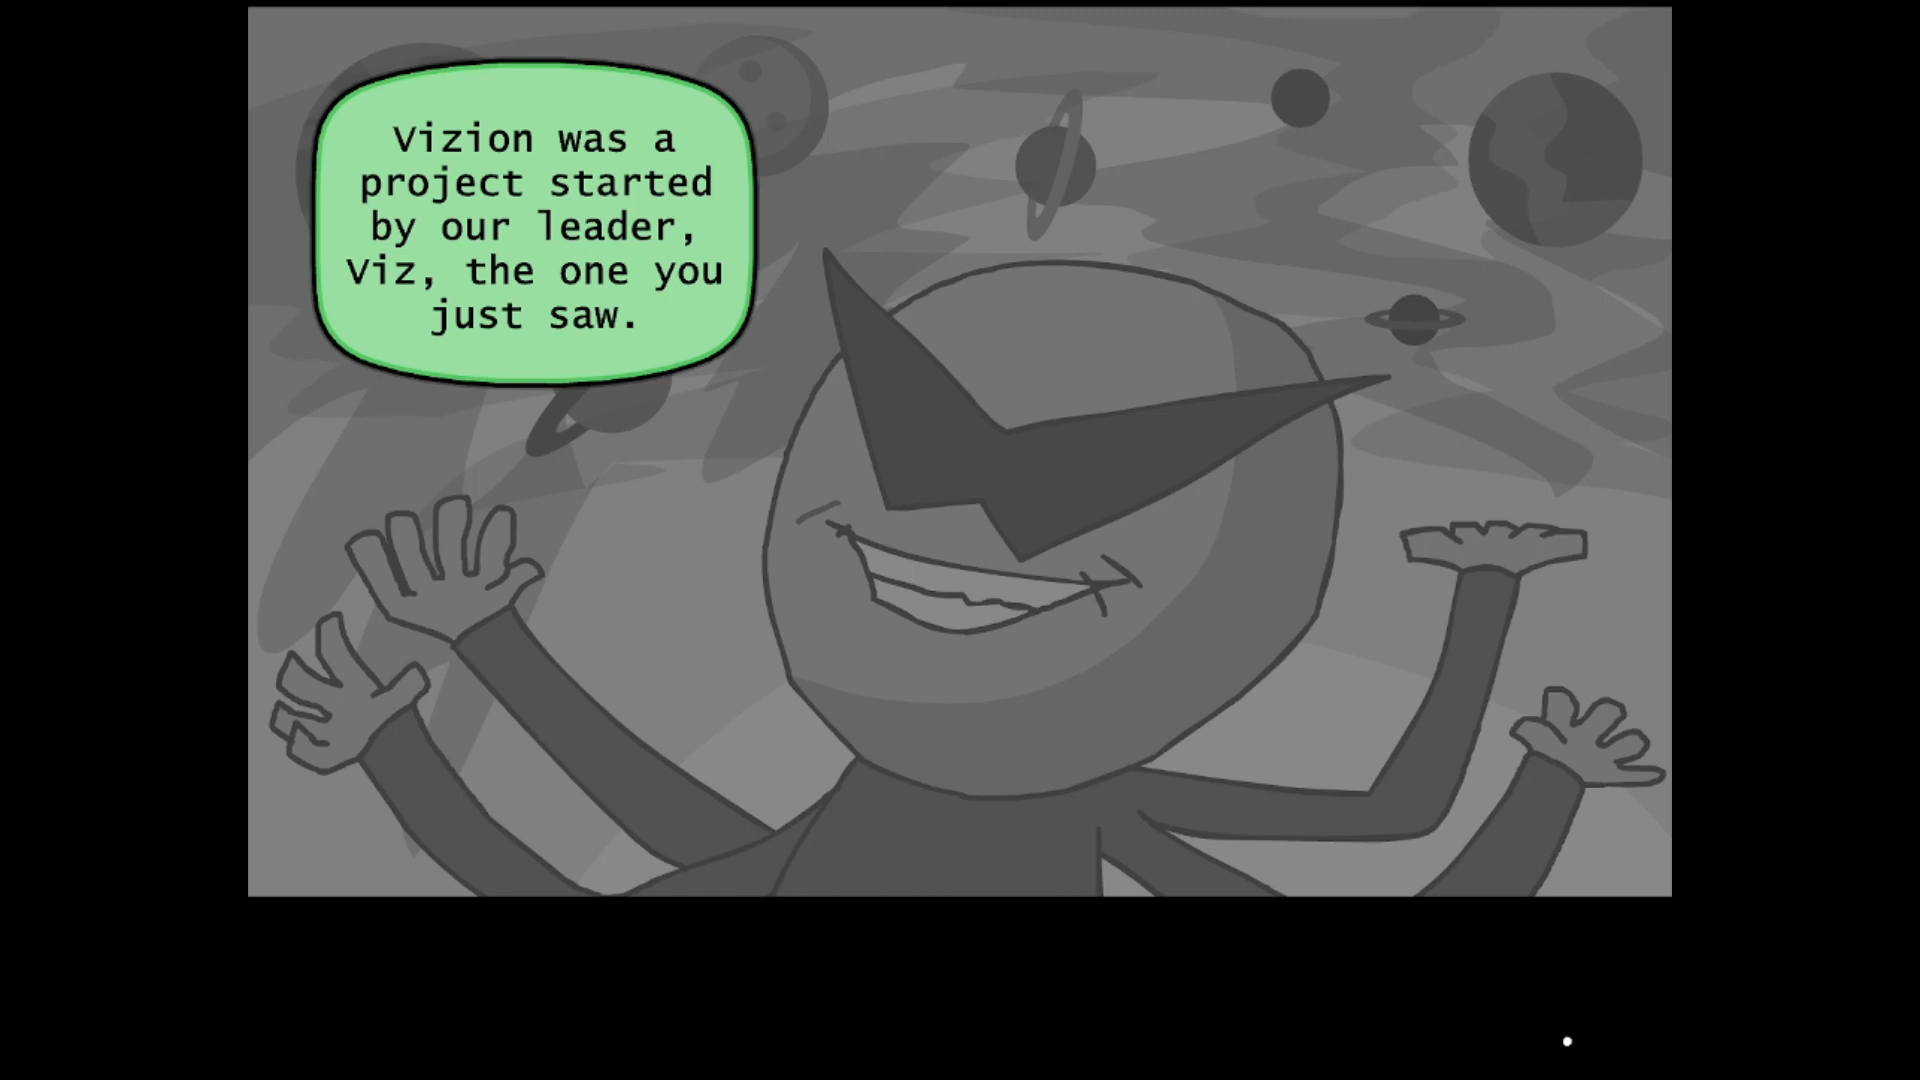 Vizion was a
project started
by our leader,
Viz, the one you
just saw.